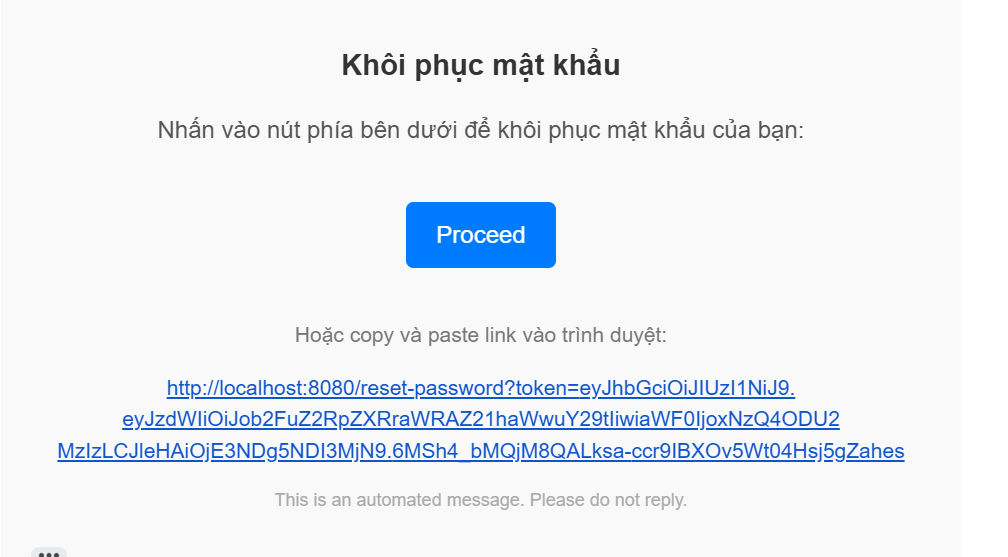 Khôi phục mật khẩu
Nhấn vào nút phía bên dưới để khôi phục mật khẩu của bạn:
Proceed
Hoặc copy và paste link vào trình duyệt:
http://localhost:8080/reset-password?token=eyJhbGciOiJIUzI1NiJ9.
eyJzdWIiOiJob2FuZ2RpZXRraWRAZ21haWwuY29tIiwiaWF0IjoxNzQ4ODU2
MzIzLCJleHAiOjE3NDg5NDI3MjN9.6MSh4_bMQjM8QALksa-ccr9IBXOv5Wt04Hsj5gZahes
This is an automated message. Please do not reply.